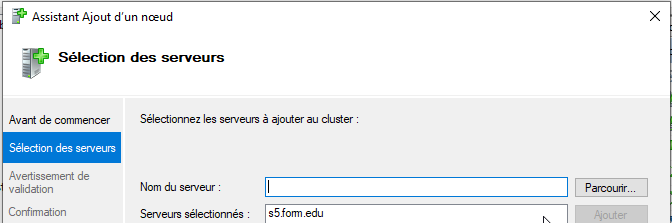 Assistant Ajout d'un nœud
Sélection des serveurs
Avant de commencer
Sélectionnez les serveurs à ajouter au cluster :
Sélection des serveurs
Avertissement de
validation
Nom du serveur :
Parcourir...
Confirmation
Serveurs sélectionnés :
s5.form.edu
Ajouter